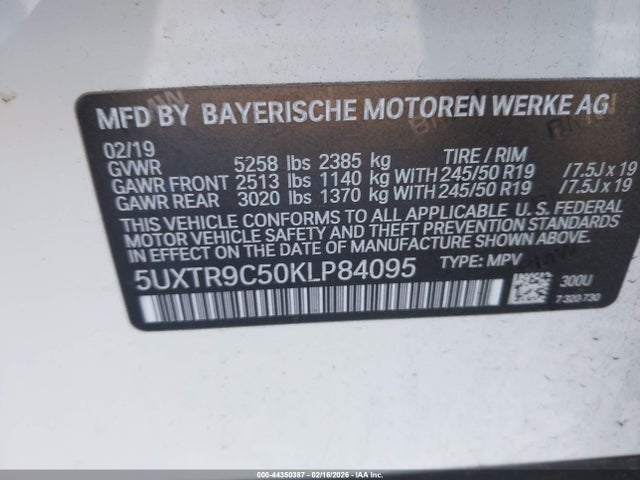 MFD BY BAYERISCHE MOTOREN WERKE AG
02/19 TIRE / RIM
GVWR 5258 lbs 2385 kg
GAWR FRONT 2513 lbs 1140 kg WITH 245/50 R19 /7.5J x 19
GAWR REAR 3020 lbs 1370 kg WITH 245/50 R19 /7.5J x 19
THIS VEHICLE CONFORMS TO ALL APPLICABLE U. S. FEDERAL
MOTOR VEHICLE SAFETY AND THEFT PREVENTION STANDARDS
IN EFFECT ON THE DATE OF MANUFACTURE SHOWN ABOVE.
5UXTR9C50KLP84095 TYPE: MPV
300U
7 320 730
000-44350387 - 02/16/2026 - IAA Inc.